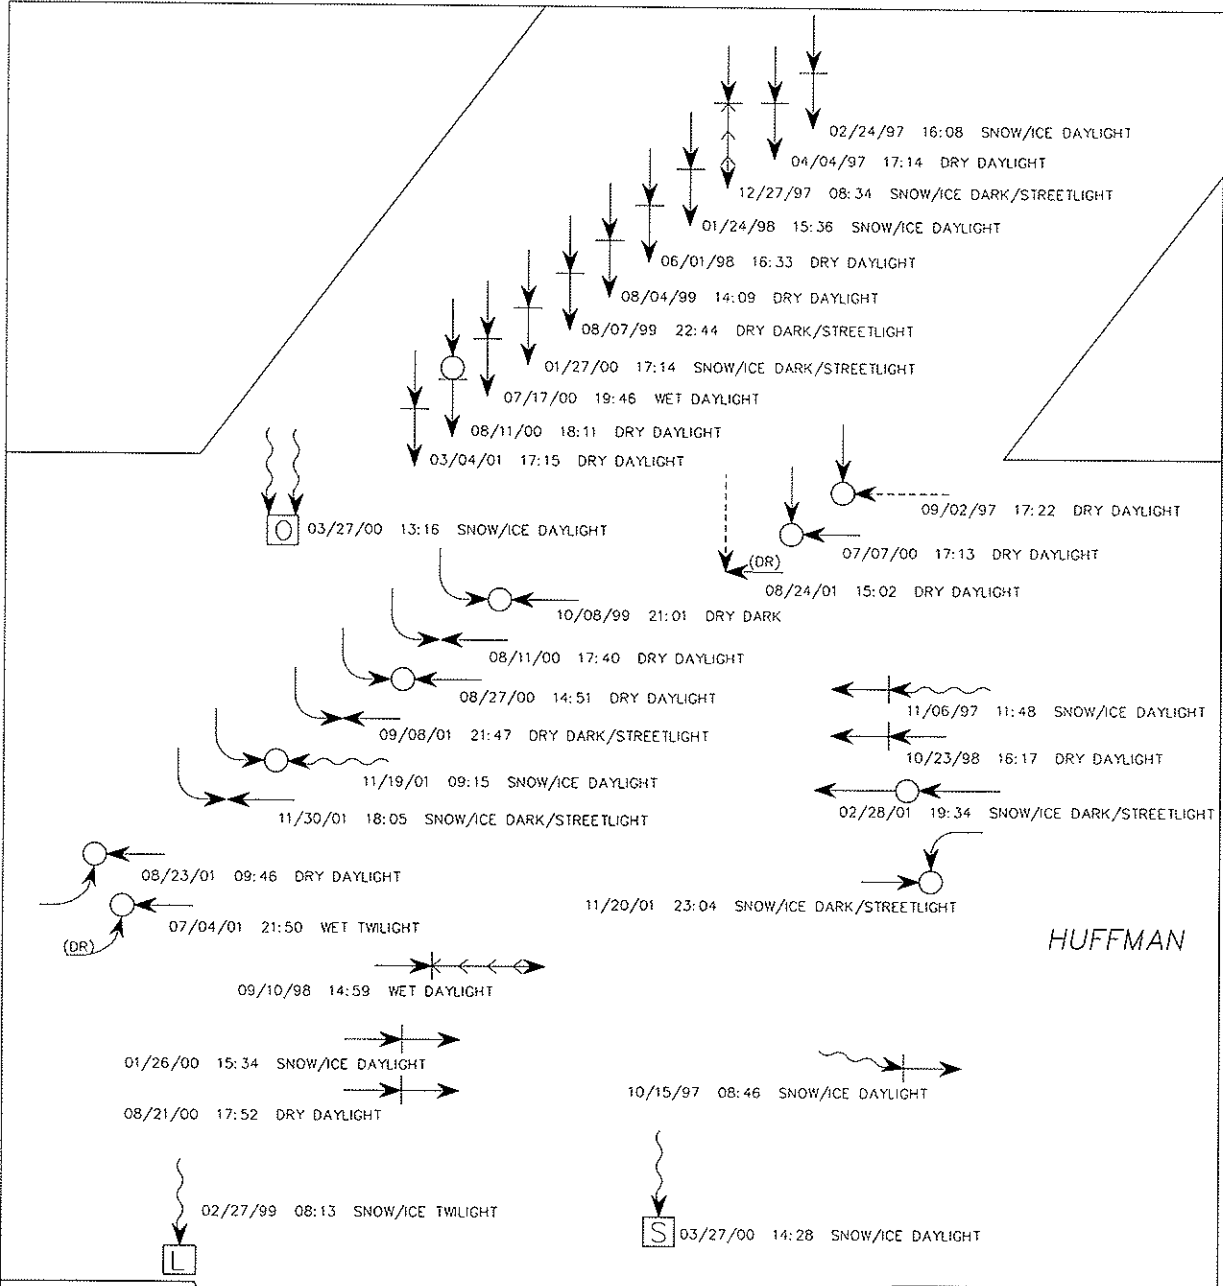 02/24/97 16:08 SNOW/ICE DAYLIGHT
04/04/97 17:14 DRY DAYLIGHT
12/27/97 08:34 SNOW/ICE DARK/STREETLIGHT
01/24/98 15:36 SNOW/ICE DAYLIGHT
06/01/98 16:33 DRY DAYLIGHT
08/04/99 14:09 DRY DAYLIGHT
08/07/99 22:44 DRY DARK/STREETLIGHT
01/27/00 17:14 SNOW/ICE DARK/STREETLIGHT
07/17/00 19:46 WET DAYLIGHT
08/11/00 18:11 DRY DAYLIGHT
03/04/01 17:15 DRY DAYLIGHT
09/02/97 17:22 DRY DAYLIGHT
O 03/27/00 13:16 SNOW/ICE DAYLIGHT
07/07/00 17:13 DRY DAYLIGHT
(DR)
08/24/01 15:02 DRY DAYLIGHT
10/08/99 21:01 DRY DARK
08/11/00 17:40 DRY DAYLIGHT
08/27/00 14:51 DRY DAYLIGHT
11/06/97 11:48 SNOW/ICE DAYLIGHT
09/08/01 21:47 DRY DARK/STREETLIGHT
10/23/98 16:17 DRY DAYLIGHT
11/19/01 09:15 SNOW/ICE DAYLIGHT
02/28/01 19:34 SNOW/ICE DARK/STREETLIGHT
11/30/01 18:05 SNOW/ICE DARK/STREETLIGHT
08/23/01 09:46 DRY DAYLIGHT
11/20/01 23:04 SNOW/ICE DARK/STREETLIGHT
07/04/01 21:50 WET TWILIGHT
(DR)
HUFFMAN
09/10/98 14:59 WET DAYLIGHT
01/26/00 15:34 SNOW/ICE DAYLIGHT
10/15/97 08:46 SNOW/ICE DAYLIGHT
08/21/00 17:52 DRY DAYLIGHT
02/27/99 08:13 SNOW/ICE TWILIGHT
L
S 03/27/00 14:28 SNOW/ICE DAYLIGHT